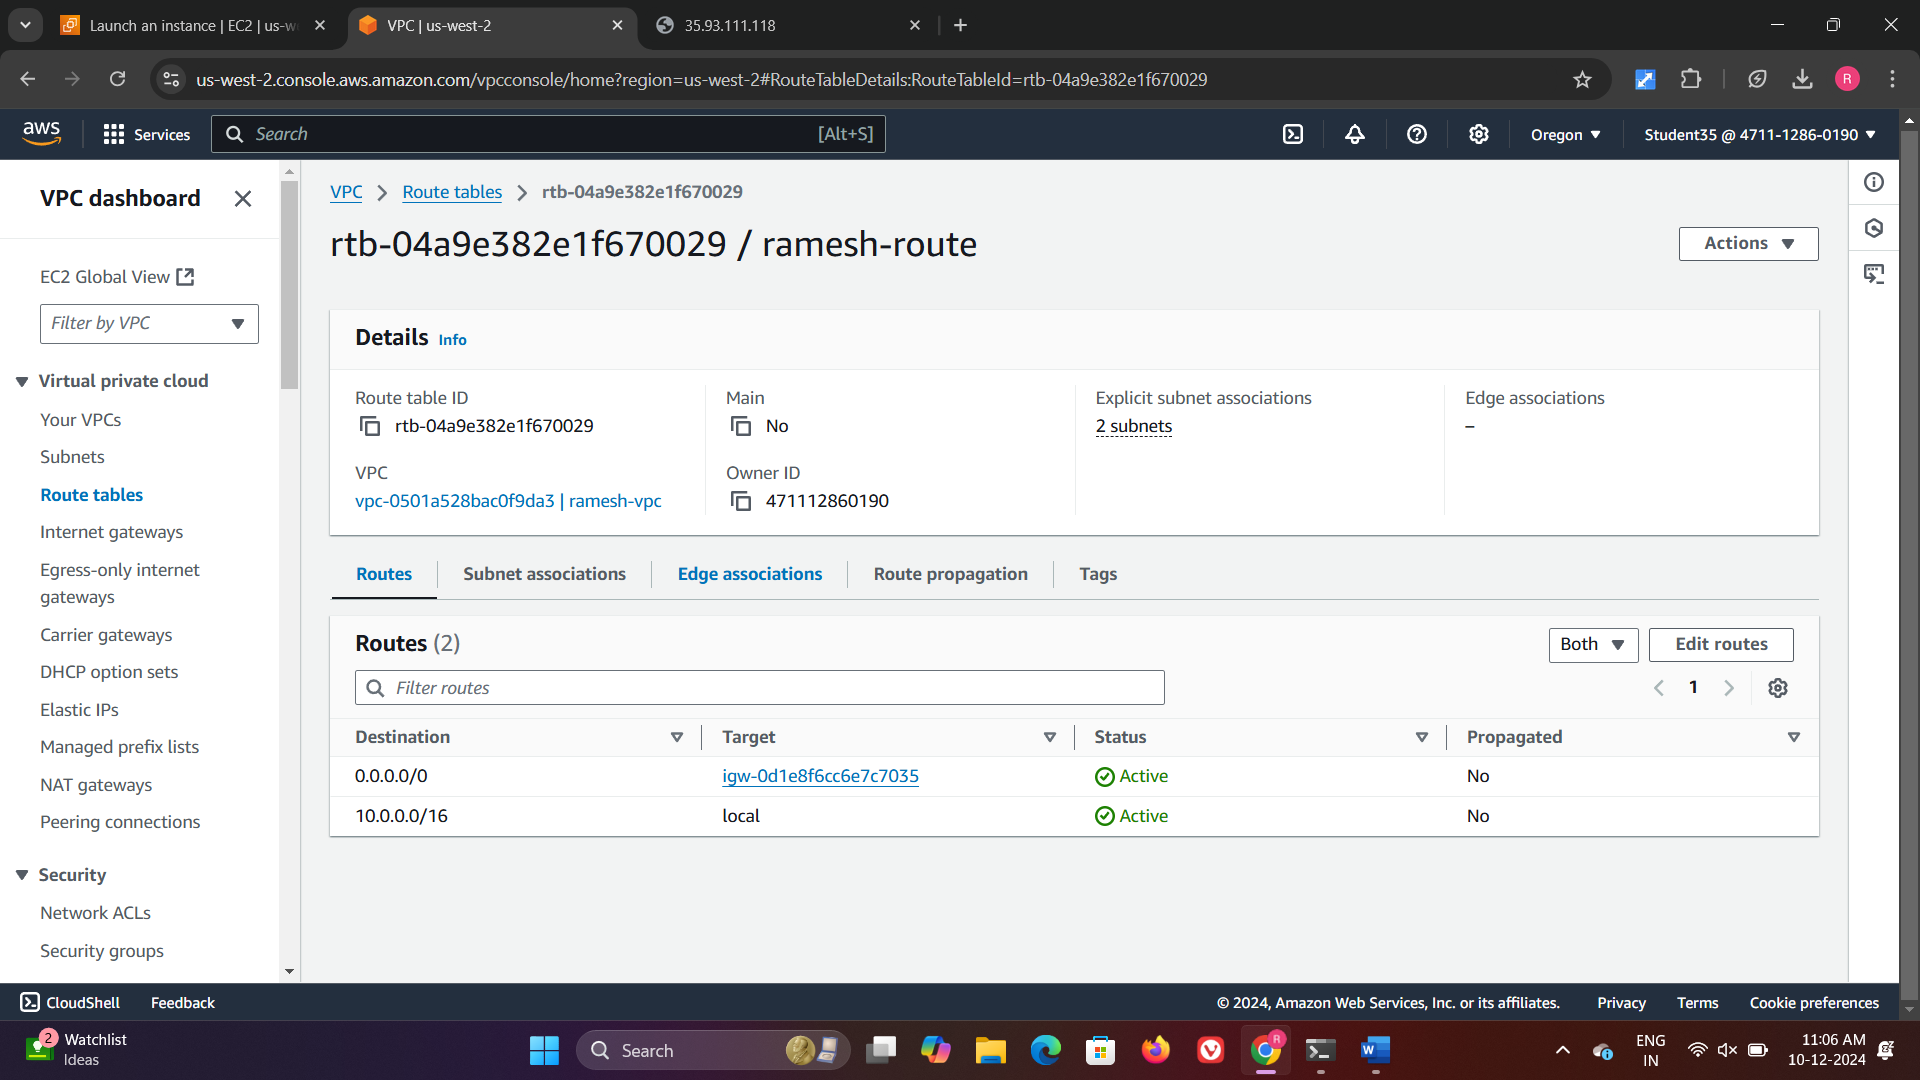 Launch an instance | EC2 | us-w
VPC | us-west-2
35.93.111.118
us-west-2.console.aws.amazon.com/vpcconsole/home?region=us-west-2#RouteTableDetails:RouteTableId=rtb-04a9e382e1f670029
R
aws
Services
Search
[Alt+S]
Oregon
Student35 @ 4711-1286-0190
VPC dashboard
EC2 Global View
Filter by VPC
Virtual private cloud
Your VPCs
Subnets
Route tables
Internet gateways
Egress-only internet
gateways
Carrier gateways
DHCP option sets
Elastic IPs
Managed prefix lists
NAT gateways
Peering connections
Security
Network ACLs
Security groups
VPC
Route tables
rtb-04a9e382e1f670029
rtb-04a9e382e1f670029 / ramesh-route
Actions
Details Info
Route table ID
rtb-04a9e382e1f670029
Main
No
Explicit subnet associations
2 subnets
Edge associations
–
VPC
vpc-0501a528bac0f9da3 | ramesh-vpc
Owner ID
471112860190
Routes
Subnet associations
Edge associations
Route propagation
Tags
Routes (2)
Both
Edit routes
Filter routes
1
Destination Target Status Propagated
0.0.0.0/0 igw-0d1e8f6cc6e7c7035 Active No
10.0.0.0/16 local Active No
CloudShell
Feedback
© 2024, Amazon Web Services, Inc. or its affiliates.
Privacy
Terms
Cookie preferences
2
Watchlist
Ideas
Search
R
ENG
IN
11:06 AM
10-12-2024